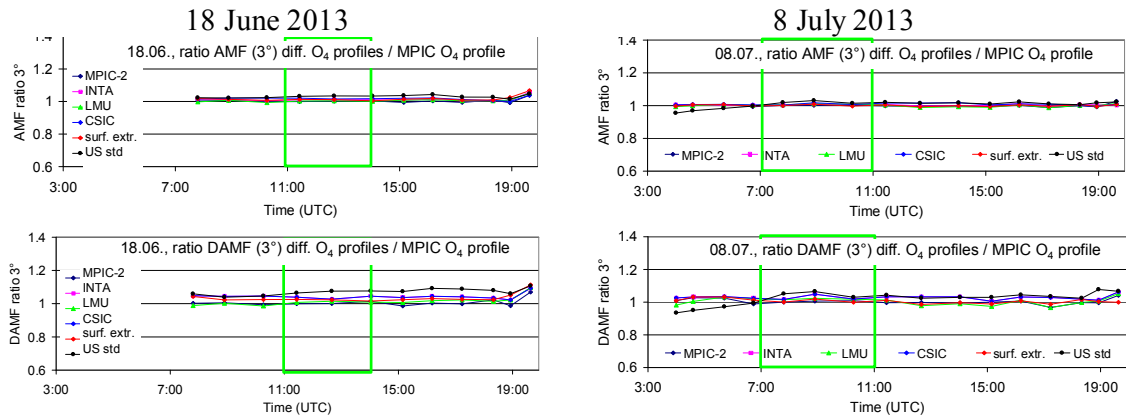 18 June 2013
18.06., ratio AMF (3°) diff. O₄ profiles / MPIC O₄ profile
AMF ratio 3°
1.4
1.2
1
0.8
0.6
MPIC-2
INTA
LMU
CSIC
surf. extr.
US std
3:00 7:00 11:00 15:00 19:00
Time (UTC)
8 July 2013
08.07., ratio AMF (3°) diff. O₄ profiles / MPIC O₄ profile
AMF ratio 3°
1.4
1.2
1
0.8
0.6
MPIC-2 INTA LMU CSIC surf. extr. US std
3:00 7:00 11:00 15:00 19:00
Time (UTC)
18.06., ratio DAMF (3°) diff. O₄ profiles / MPIC O₄ profile
DAMF ratio 3°
1.4
1.2
1
0.8
0.6
MPIC-2
INTA
LMU
CSIC
surf. extr.
US std
3:00 7:00 11:00 15:00 19:00
Time (UTC)
08.07., ratio DAMF (3°) diff. O₄ profiles / MPIC O₄ profile
DAMF ratio 3°
1.4
1.2
1
0.8
0.6
MPIC-2 INTA LMU CSIC surf. extr. US std
3:00 7:00 11:00 15:00 19:00
Time (UTC)